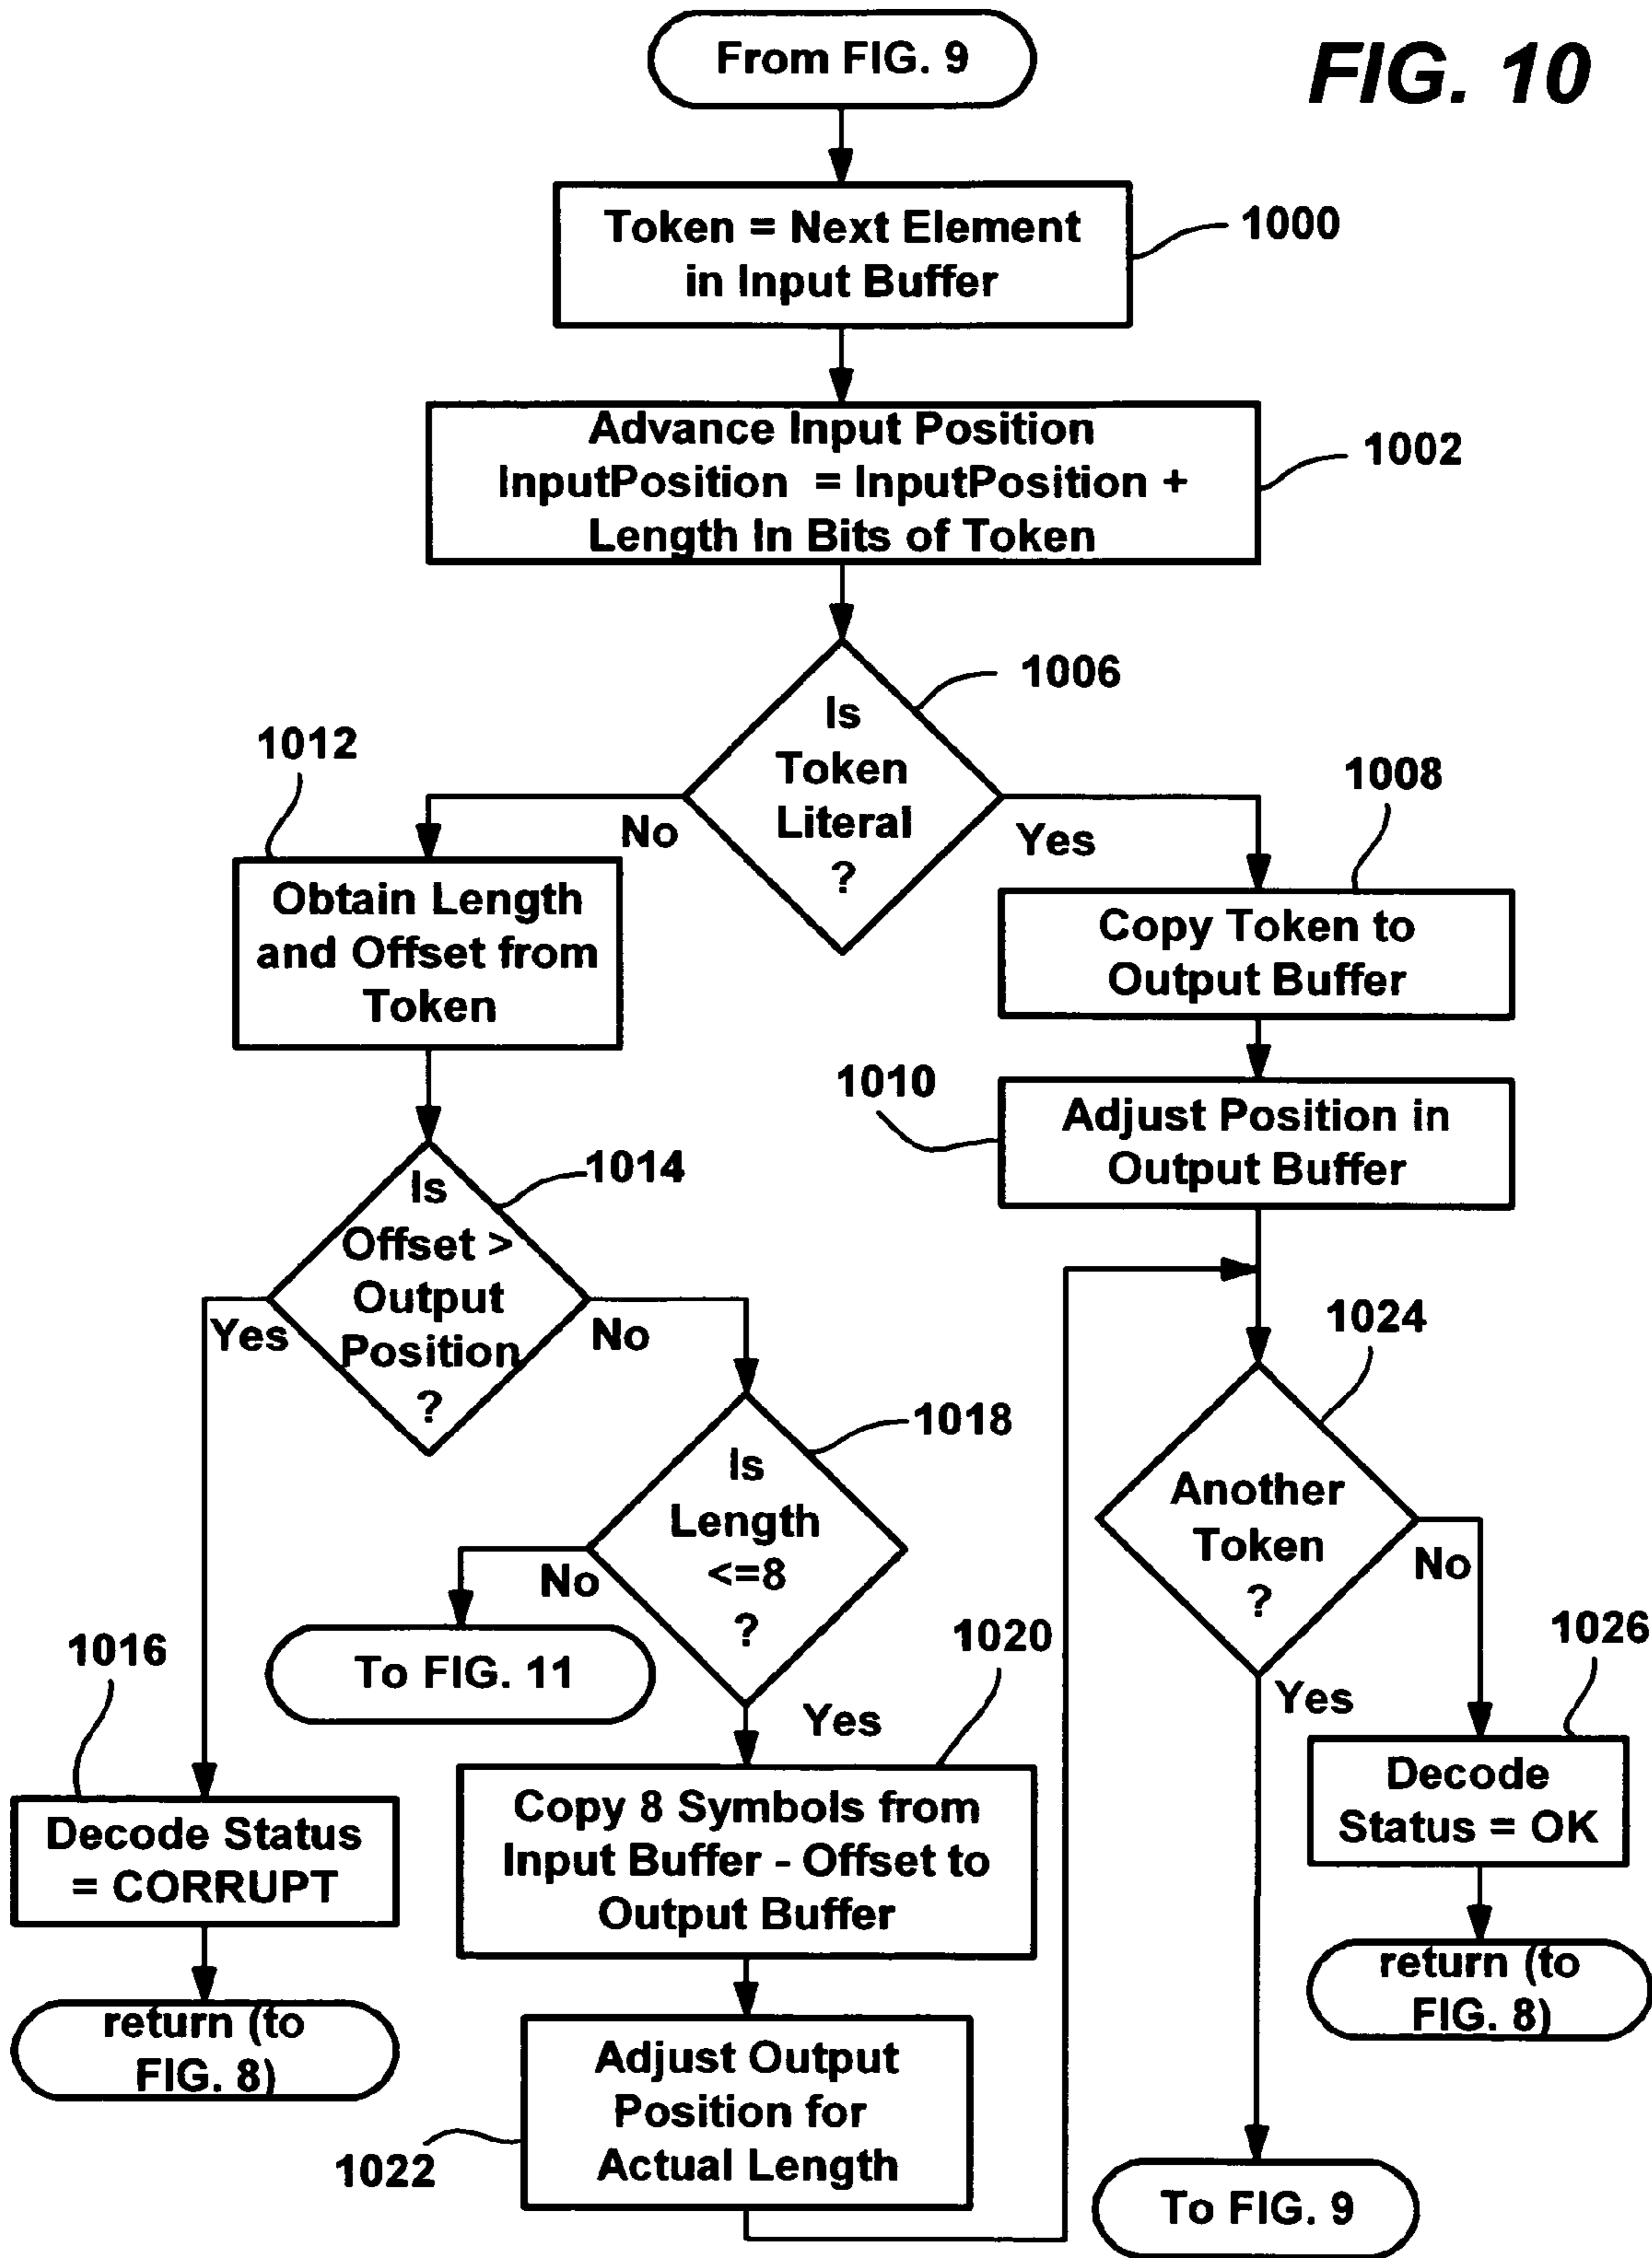 From FIG. 9
FIG. 10
Token = Next Element
in Input Buffer
1000
Advance Input Position
InputPosition = InputPosition +
Length In Bits of Token
1002
Is
Token
Literal
?
1006
No
Yes
1012
Obtain Length
and Offset from
Token
1008
Copy Token to
Output Buffer
1010
Adjust Position in
Output Buffer
Is
Offset >
Output
Position
?
1014
Yes
No
1024
Another
Token
?
No
Yes
1018
Is
Length
<=8
?
No
Yes
To FIG. 11
1016
Decode Status
= CORRUPT
return (to
FIG. 8)
1020
Copy 8 Symbols from
Input Buffer - Offset to
Output Buffer
1026
Decode
Status = OK
return (to
FIG. 8)
Adjust Output
Position for
Actual Length
1022
To FIG. 9